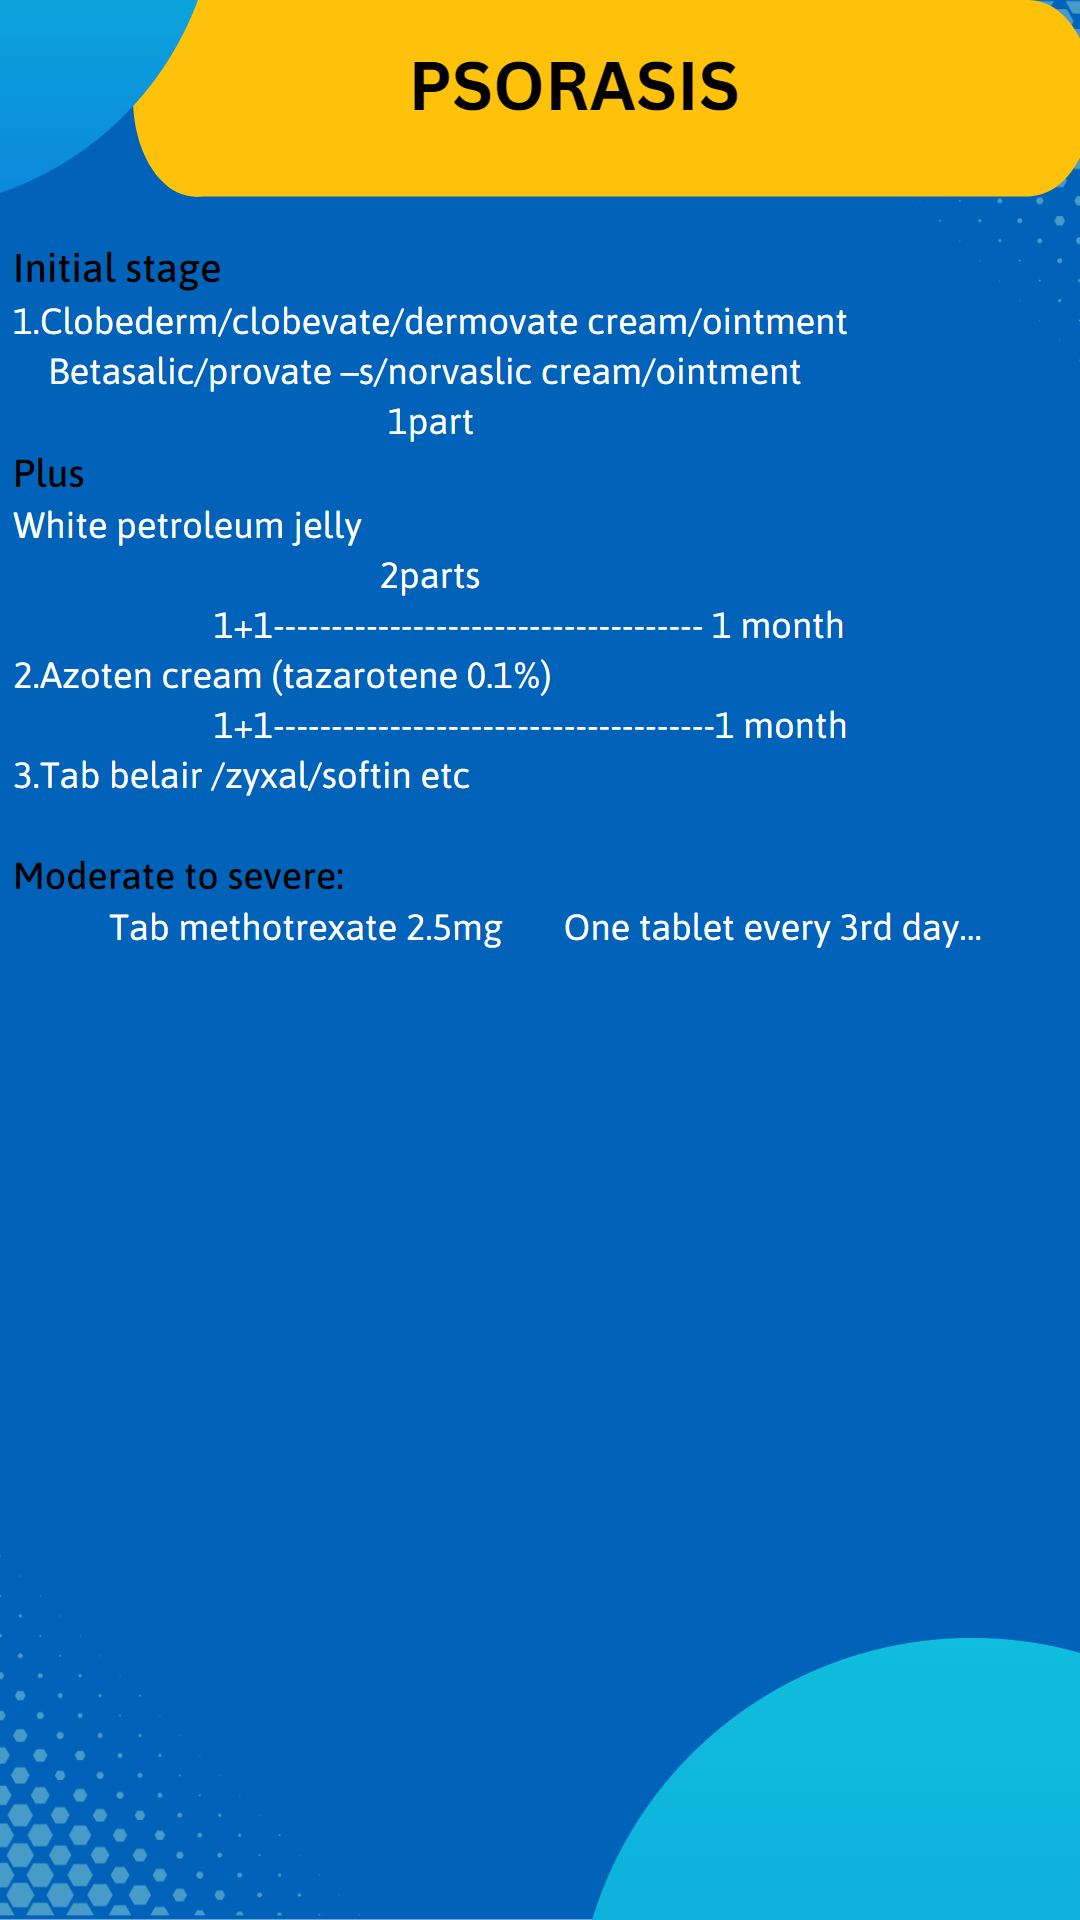 PSORASIS
Initial stage
1.Clobederm/clobevate/dermovate cream/ointment
Betasalic/provate –s/norvaslic cream/ointment
1part
Plus
White petroleum jelly
2parts
1+1------------------------------------- 1 month
2.Azoten cream (tazarotene 0.1%)
1+1--------------------------------------1 month
3.Tab belair /zyxal/softin etc
Moderate to severe:
Tab methotrexate 2.5mg One tablet every 3rd day...